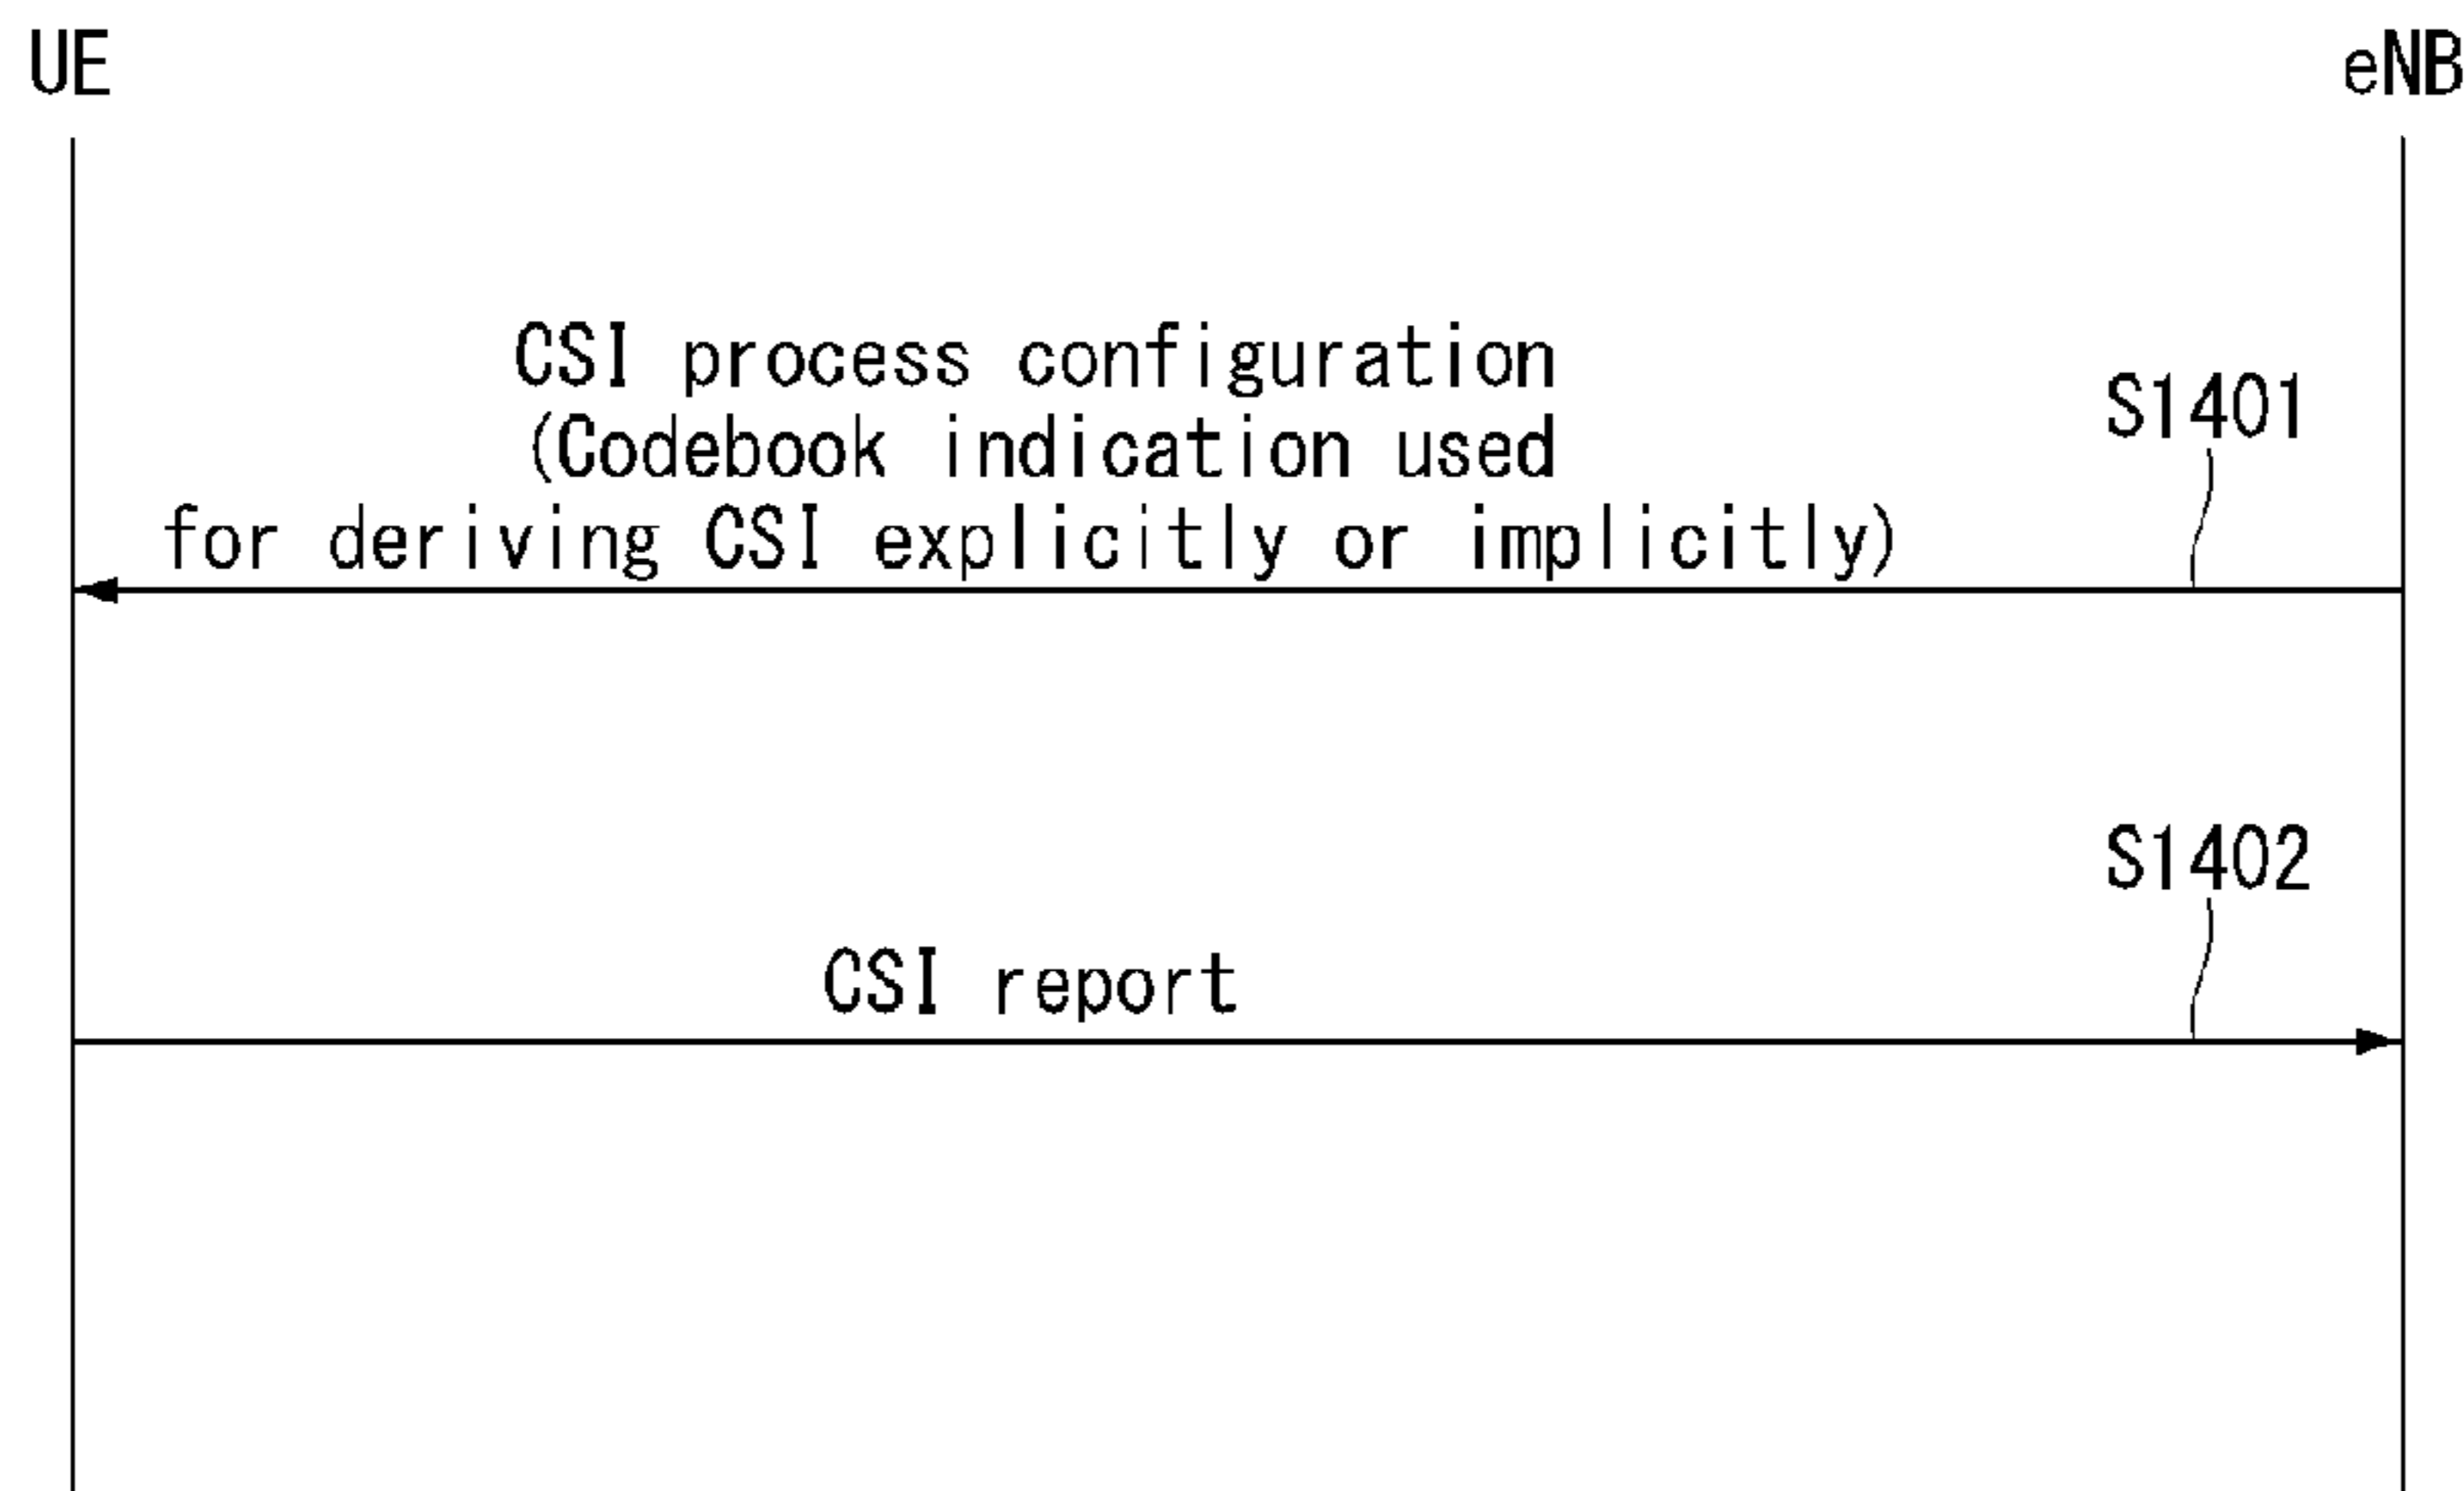 UE
eNB
CSI process configuration
(Codebook indication used
for deriving CSI explicitly or implicitly)
S1401
S1402
CSI report